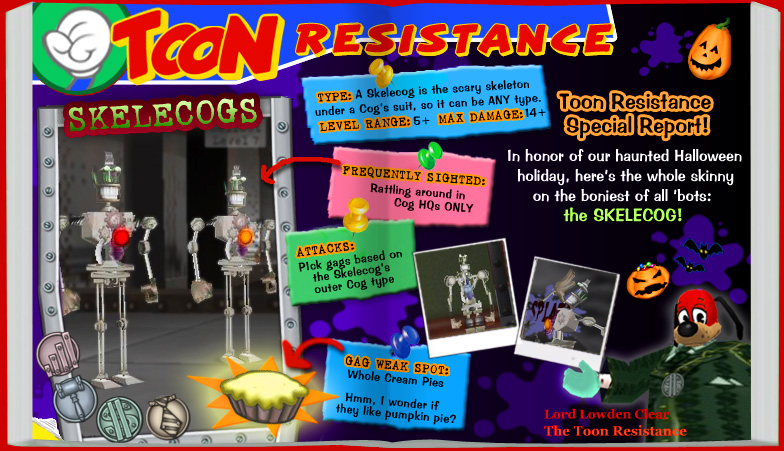 TOON RESISTANCE
SKELECOGS
TYPE: A Skelecog is the scary skeleton
under a Cog's suit, so it can be ANY type.
LEVEL RANGE: 5+ MAX DAMAGE: 14+
Toon Resistance
Special Report!
In honor of our haunted Halloween
holiday, here's the whole skinny
on the boniest of all 'bots:
the SKELECOG!
FREQUENTLY SIGHTED:
Rattling around in
Cog HQs ONLY
ATTACKS:
Pick gags based on
the Skelecog's
outer Cog type
GAG WEAK SPOT:
Whole Cream Pies
Hmm, I wonder if
they like pumpkin pie?
Lord Lowden Clear
The Toon Resistance